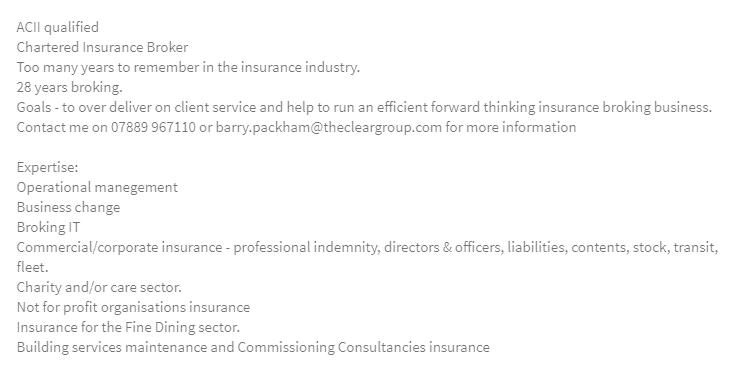 ACII qualified
Chartered Insurance Broker
Too many years to remember in the insurance industry.
28 years broking.
Goals - to over deliver on client service and help to run an efficient forward thinking insurance broking business.
Contact me on 07889 967110 or barry.packham@thecleargroup.com for more information
Expertise:
Operational manegement
Business change
Broking IT
Commercial/corporate insurance - professional indemnity, directors & officers, liabilities, contents, stock, transit,
fleet.
Charity and/or care sector.
Not for profit organisations insurance
Insurance for the Fine Dining sector.
Building services maintenance and Commissioning Consultancies insurance